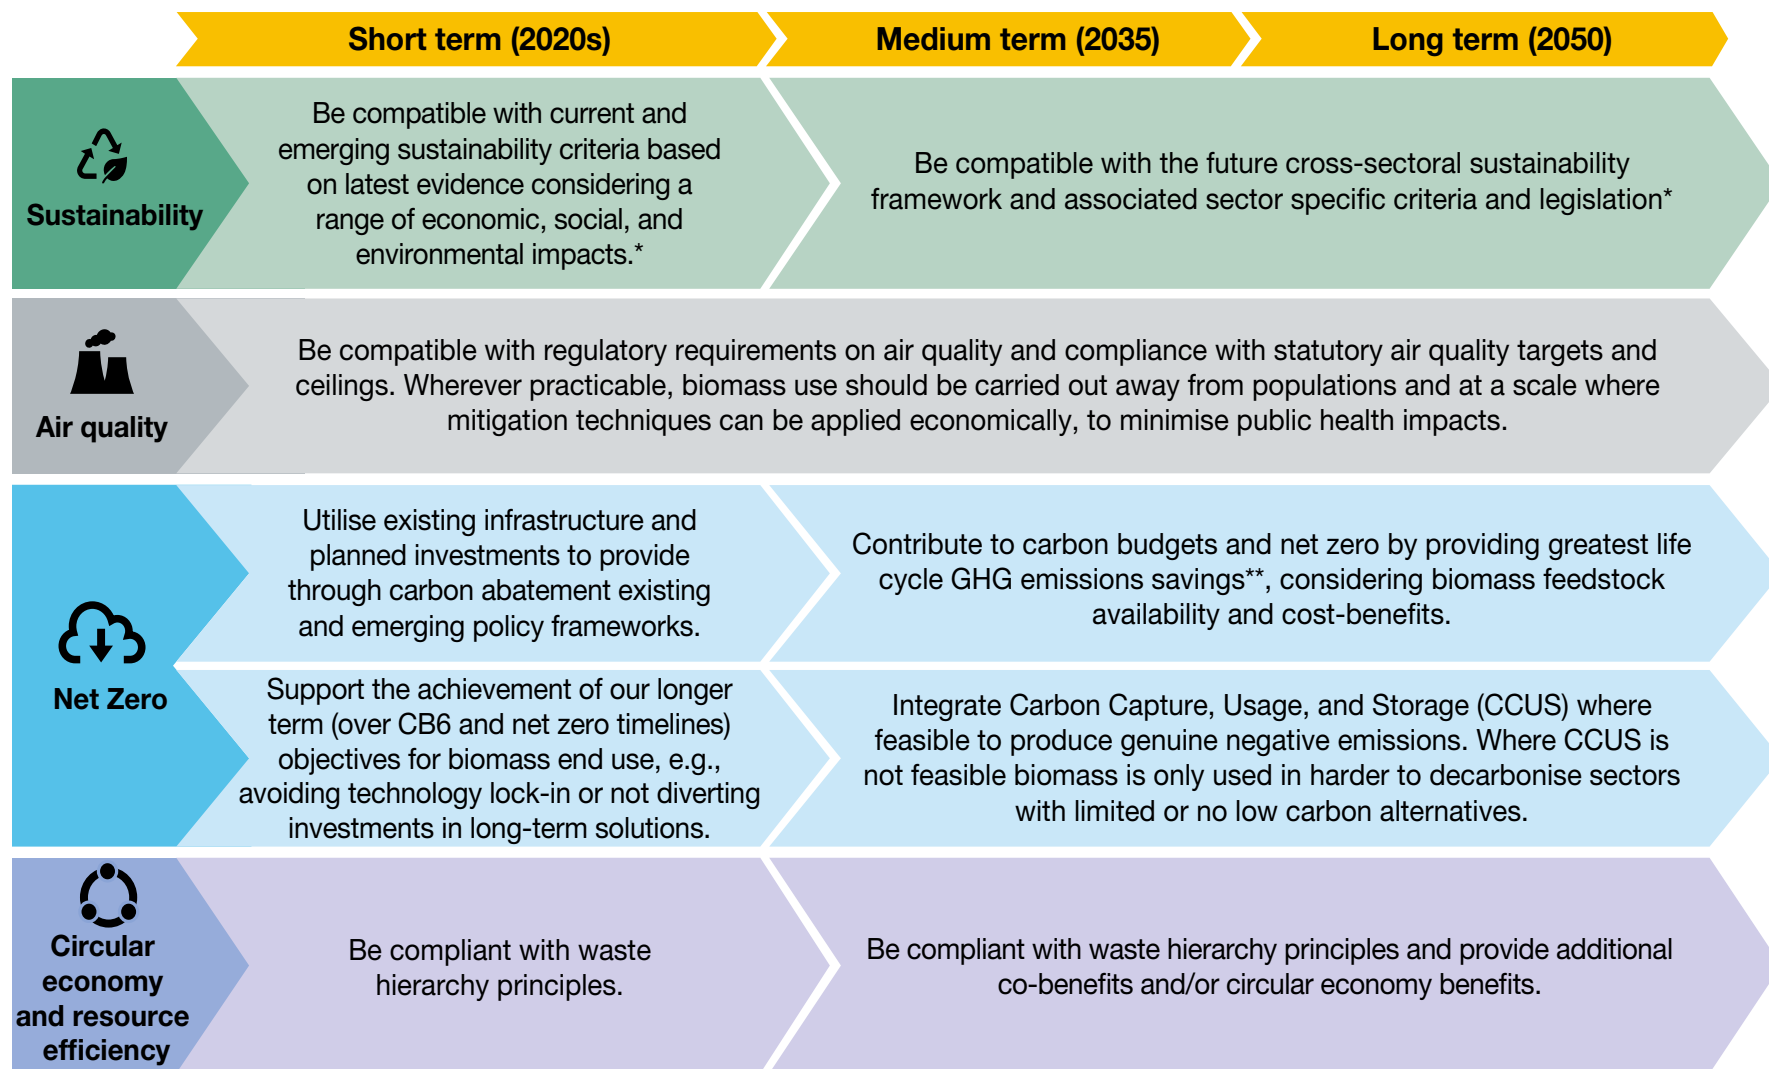 Short term (2020s)
Medium term (2035)
Long term (2050)
Sustainability
Be compatible with current and
emerging sustainability criteria based
on latest evidence considering a
range of economic, social, and
environmental impacts.*
Be compatible with the future cross-sectoral sustainability
framework and associated sector specific criteria and legislation*
Air quality
Be compatible with regulatory requirements on air quality and compliance with statutory air quality targets and
ceilings. Wherever practicable, biomass use should be carried out away from populations and at a scale where
mitigation techniques can be applied economically, to minimise public health impacts.
Net Zero
Utilise existing infrastructure and
planned investments to provide
through carbon abatement existing
and emerging policy frameworks.
Contribute to carbon budgets and net zero by providing greatest life
cycle GHG emissions savings**, considering biomass feedstock
availability and cost-benefits.
Support the achievement of our longer
term (over CB6 and net zero timelines)
objectives for biomass end use, e.g.,
avoiding technology lock-in or not diverting
investments in long-term solutions.
Integrate Carbon Capture, Usage, and Storage (CCUS) where
feasible to produce genuine negative emissions. Where CCUS is
not feasible biomass is only used in harder to decarbonise sectors
with limited or no low carbon alternatives.
Circular
economy
and resource
efficiency
Be compliant with waste
hierarchy principles.
Be compliant with waste hierarchy principles and provide additional
co-benefits and/or circular economy benefits.